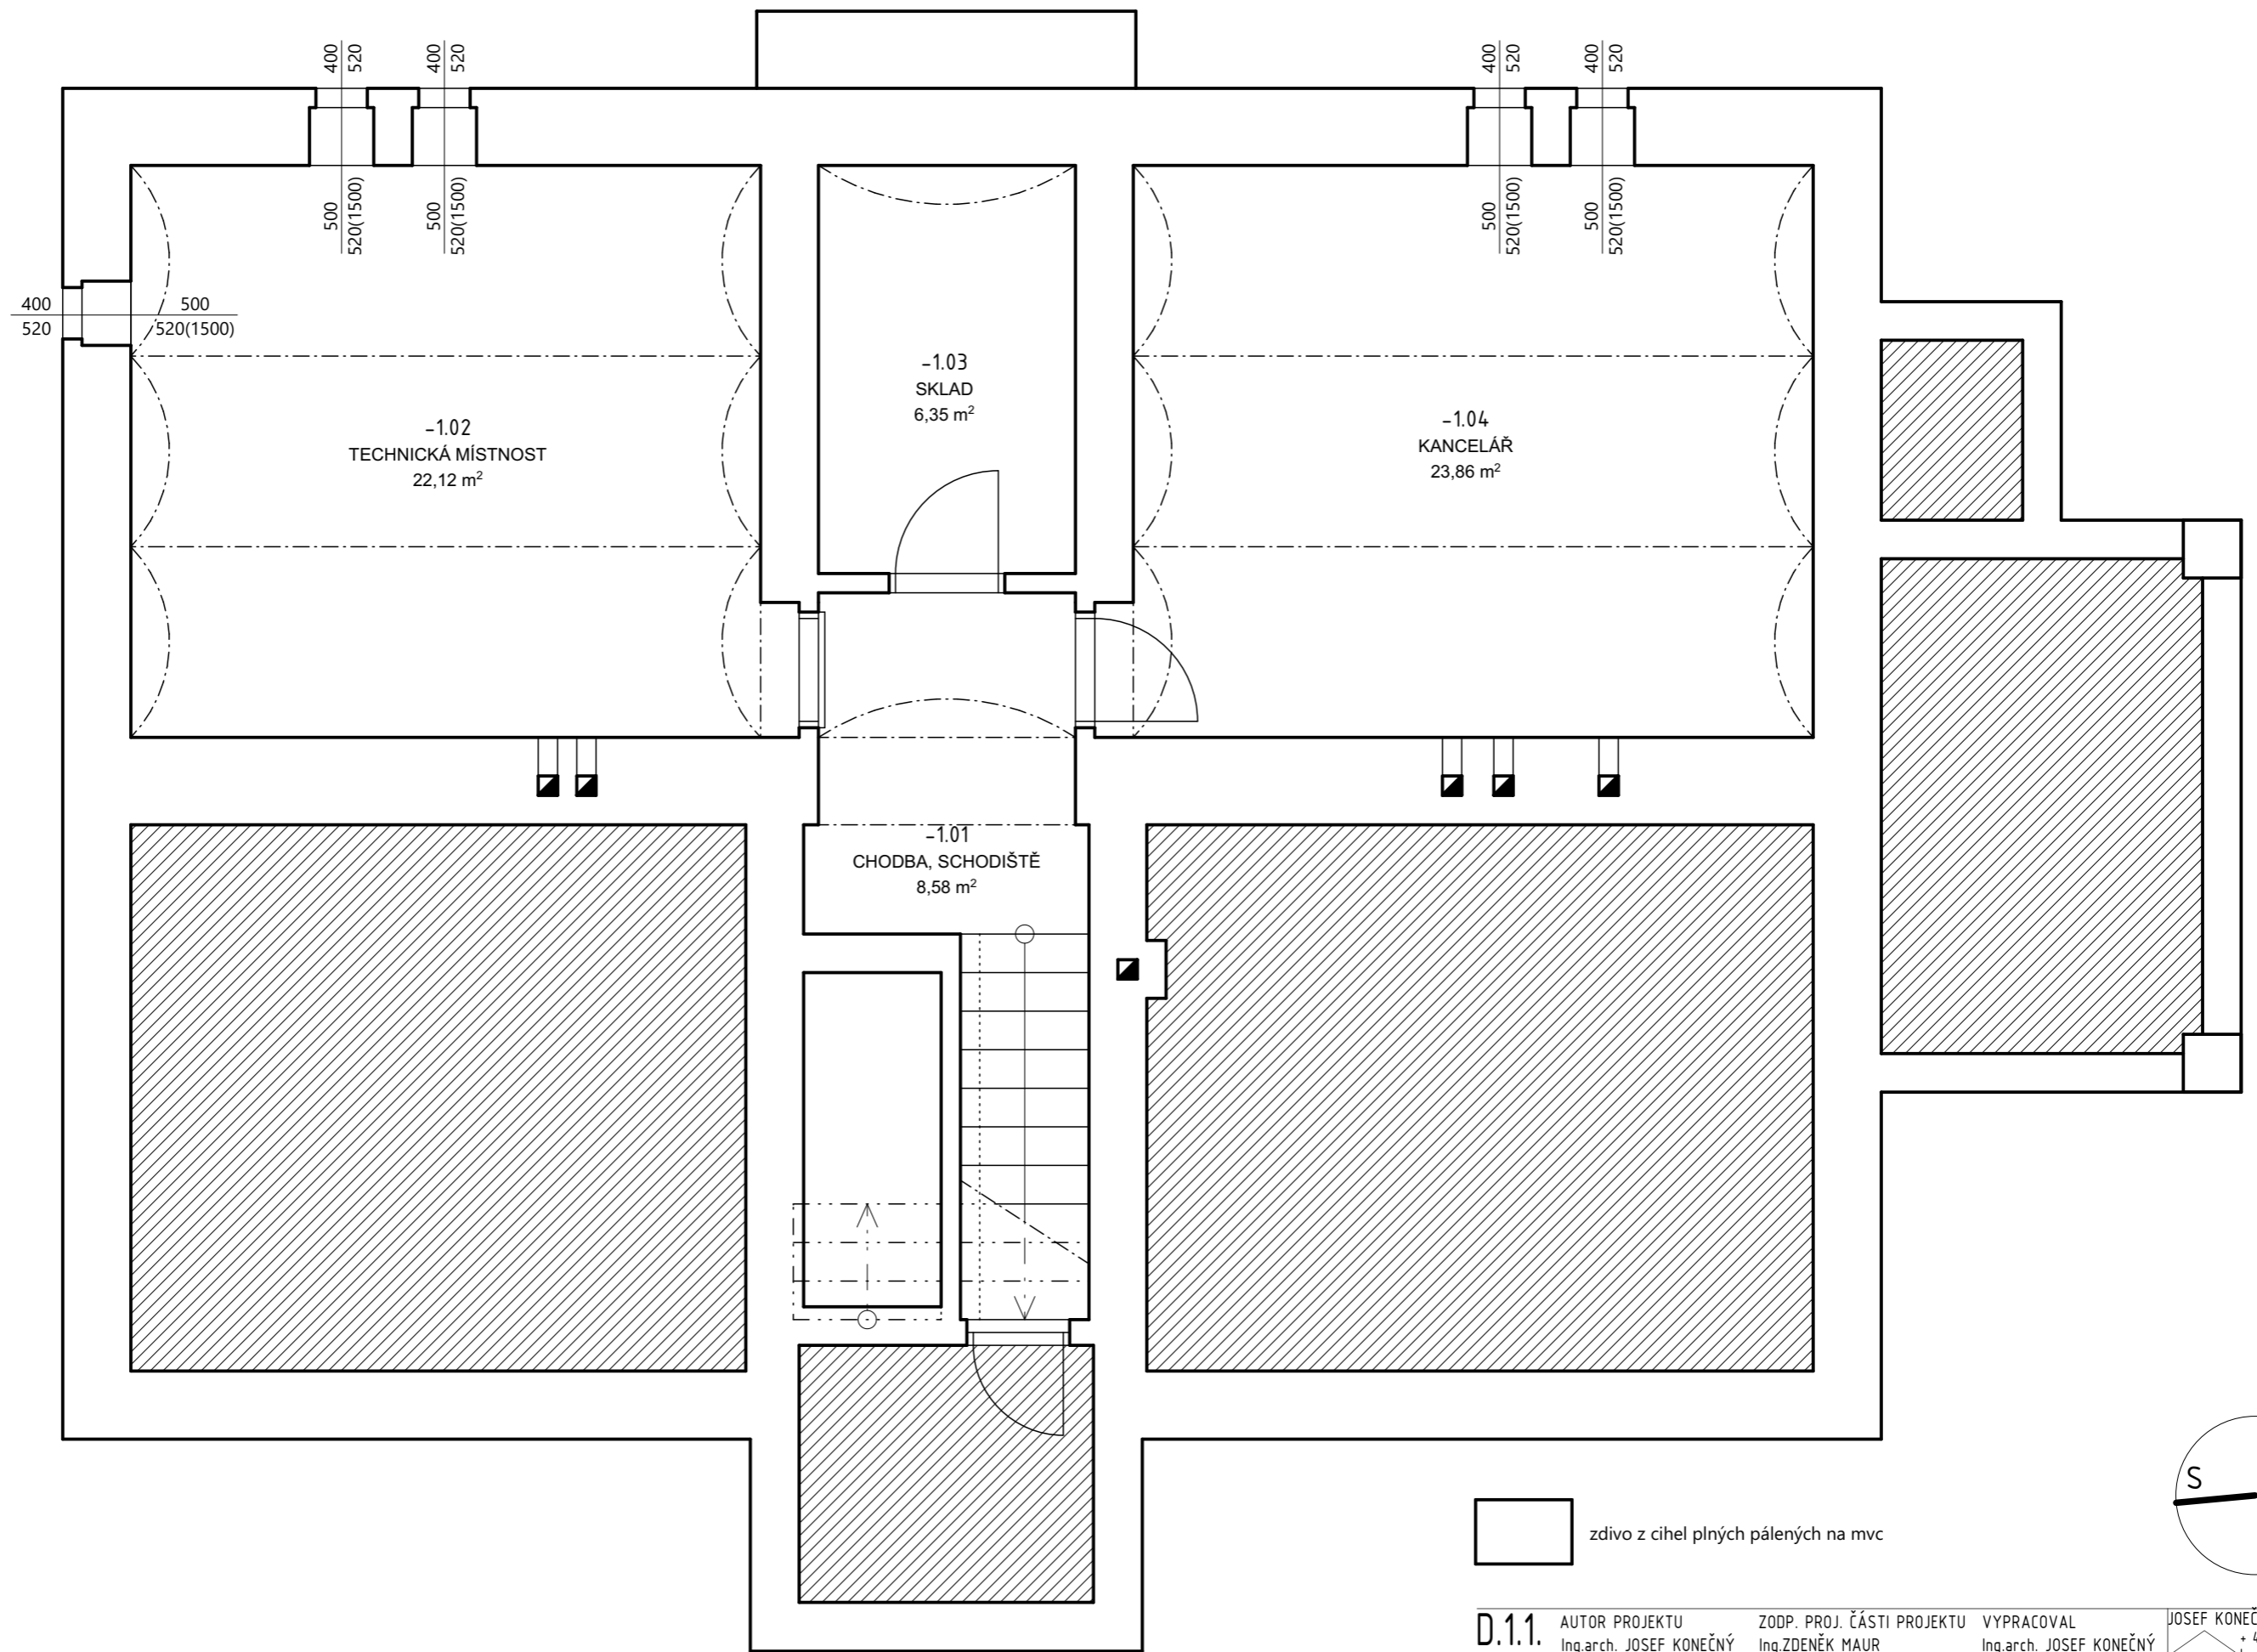 400
520
400
520
400
520
400
520
500
520(1500)
500
520(1500)
500
520(1500)
500
520(1500)
400
520
500
520(1500)
-1.03
SKLAD
6,35 m²
-1.02
TECHNICKÁ MÍSTNOST
22,12 m²
-1.04
KANCELÁŘ
23,86 m²
-1.01
CHODBA, SCHODIŠTĚ
8,58 m²
S
zdivo z cihel plných pálených na mvc
D.1.1.
AUTOR PROJEKTU
Ing.arch. JOSEF KONEČNÝ
ZODP. PROJ. ČÁSTI PROJEKTU
Ing.ZDENĚK MAUR
VYPRACOVAL
Ing.arch. JOSEF KONEČNÝ
JOSEF